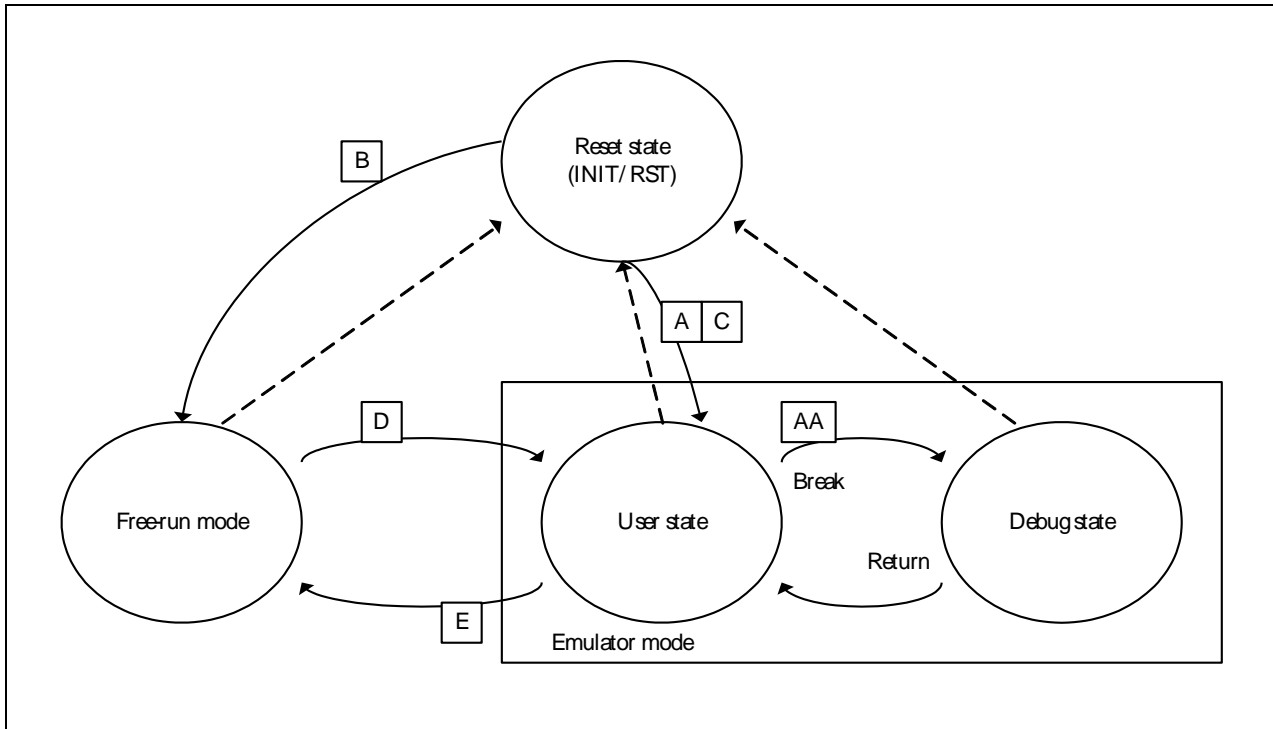 Reset state
(INIT/ RST)
B
A C
D
AA
Break
Free-run mode
User state
Debug state
Return
E
Emulator mode